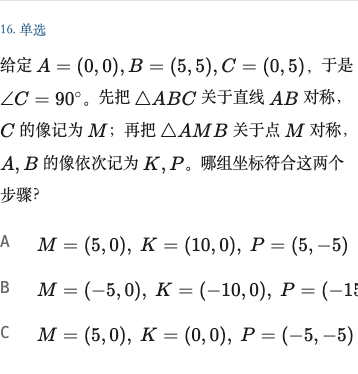 16. 单选
给定 A = (0, 0), B = (5, 5), C = (0, 5)，于是
∠C = 90°。先把 △ABC 关于直线 AB 对称，
C 的像记为 M；再把 △AMB 关于点 M 对称，
A, B 的像依次记为 K, P。哪组坐标符合这两个
步骤？
A M = (5, 0), K = (10, 0), P = (5, −5)
B M = (−5, 0), K = (−10, 0), P = (−15
C M = (5, 0), K = (0, 0), P = (−5, −5)